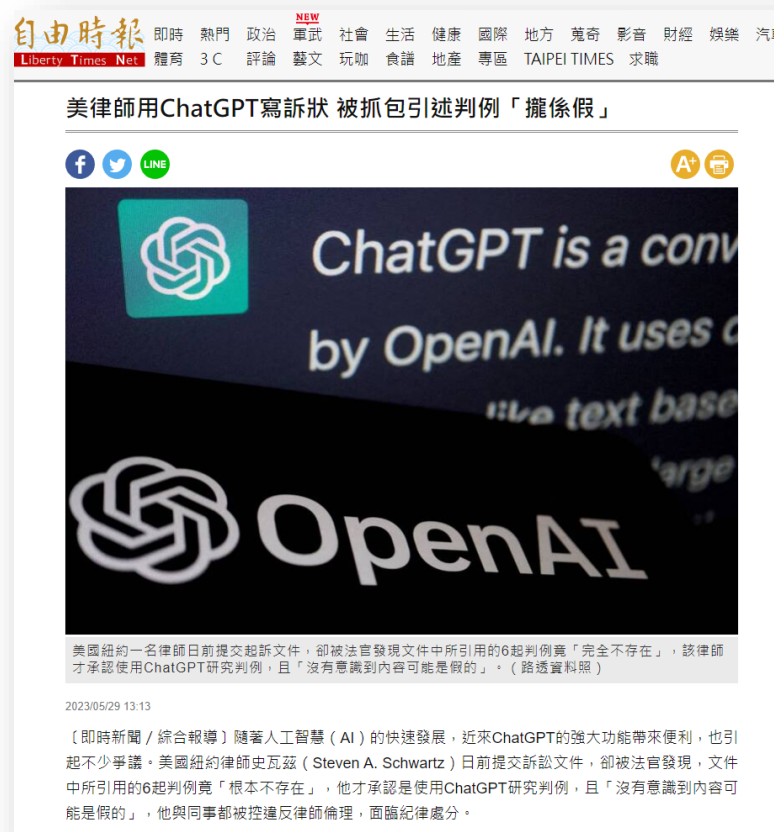 自由時報
Liberty Times Net
即時 熱門 政治 軍武 社會 生活 健康 國際 地方 蒐奇 影音 財經 娛樂
NEW
體育 3C 評論 藝文 玩咖 食譜 地產 專區 TAIPEI TIMES 求職
美律師用ChatGPT寫訴狀 被抓包引述判例「攏係假」
f
LINE
A+
ChatGPT is a conv
by OpenAI. It uses
like text base
large
OpenAI
美國紐約一名律師日前提交起訴文件,卻被法官發現文件中所引用的6起判例竟「完全不存在」,該律師
才承認使用ChatGPT研究判例,且「沒有意識到內容可能是假的」。(路透資料照)
2023/05/29 13:13
〔即時新聞/綜合報導〕隨著人工智慧(AI)的快速發展,近來ChatGPT的強大功能帶來便利,也引
起不少爭議。美國紐約律師史瓦茲(Steven A. Schwartz)日前提交訴訟文件,卻被法官發現,文件
中所引用的6起判例竟「根本不存在」,他才承認是使用ChatGPT研究判例,且「沒有意識到內容可
能是假的」,他與同事都被控違反律師倫理,面臨紀律處分。